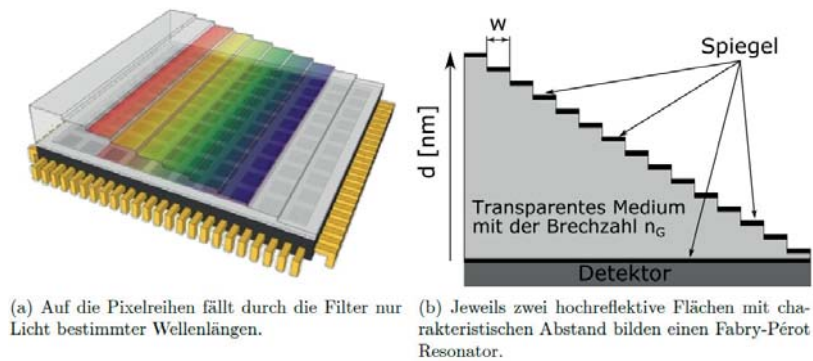 w
Spiegel
d [nm]
Transparentes Medium
mit der Brechzahl nG
Detektor
(a) Auf die Pixelreihen fällt durch die Filter nur
Licht bestimmter Wellenlängen.
(b) Jeweils zwei hochreflektive Flächen mit cha-
rakteristischen Abstand bilden einen Fabry-Pérot
Resonator.